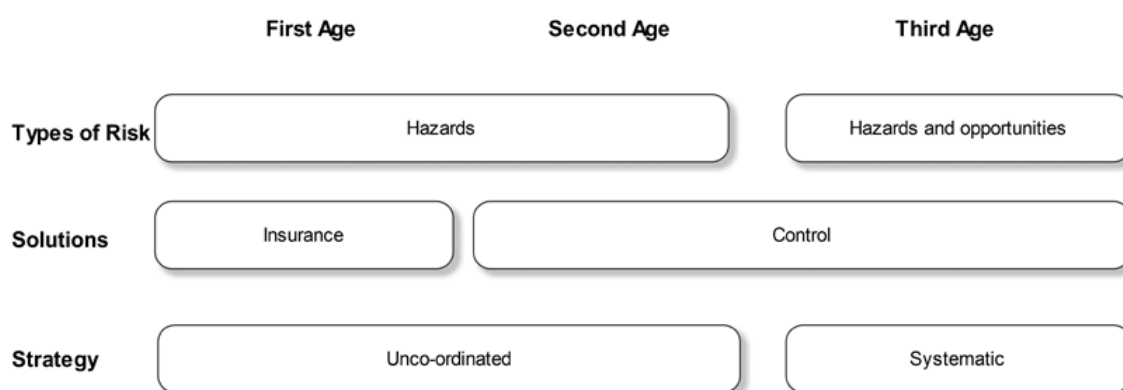 First Age Second Age Third Age
Types of Risk Hazards Hazards and opportunities
Solutions Insurance Control
Strategy Unco-ordinated Systematic